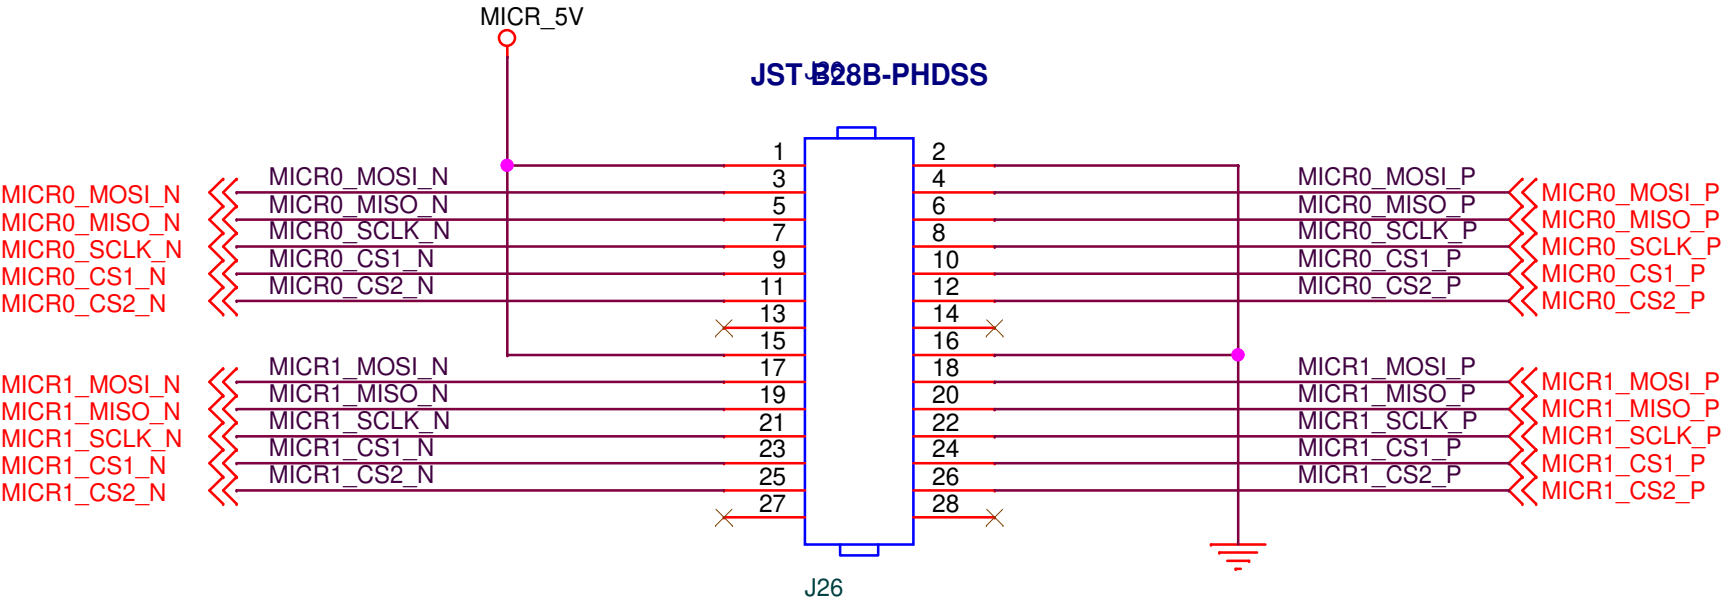 MICR_5V
JST B28B-PHDSS
1 2
MICR0_MOSI_N MICR0_MOSI_N 3 4 MICR0_MOSI_P MICR0_MOSI_P
MICR0_MISO_N MICR0_MISO_N 5 6 MICR0_MISO_P MICR0_MISO_P
MICR0_SCLK_N MICR0_SCLK_N 7 8 MICR0_SCLK_P MICR0_SCLK_P
MICR0_CS1_N MICR0_CS1_N 9 10 MICR0_CS1_P MICR0_CS1_P
MICR0_CS2_N MICR0_CS2_N 11 12 MICR0_CS2_P MICR0_CS2_P
13 14
15 16
MICR1_MOSI_N MICR1_MOSI_N 17 18 MICR1_MOSI_P MICR1_MOSI_P
MICR1_MISO_N MICR1_MISO_N 19 20 MICR1_MISO_P MICR1_MISO_P
MICR1_SCLK_N MICR1_SCLK_N 21 22 MICR1_SCLK_P MICR1_SCLK_P
MICR1_CS1_N MICR1_CS1_N 23 24 MICR1_CS1_P MICR1_CS1_P
MICR1_CS2_N MICR1_CS2_N 25 26 MICR1_CS2_P MICR1_CS2_P
27 28
J26